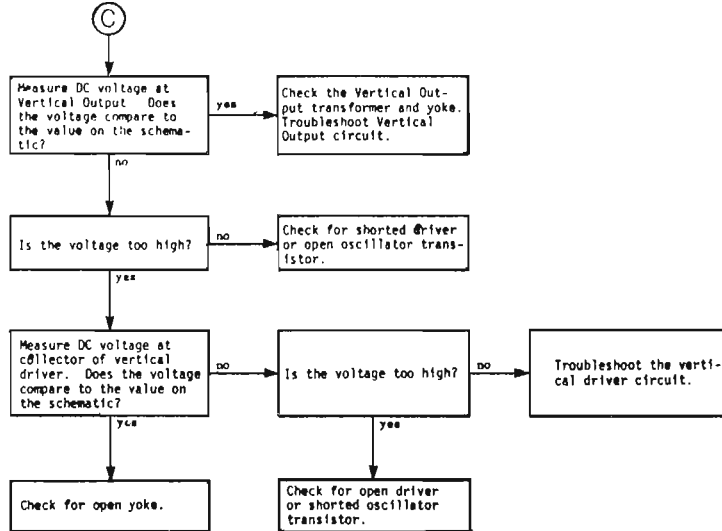 C
Measure DC voltage at
Vertical Output Does
the voltage compare to
the value on the schema-
tic?
yes
Check the Vertical Out-
put transformer and yoke.
Troubleshoot Vertical
Output circuit.
no
Is the voltage too high?
no
Check for shorted driver
or open oscillator trans-
istor.
yes
Measure DC voltage at
collector of vertical
driver. Does the voltage
compare to the value on
the schematic?
no
Is the voltage too high?
no
Troubleshoot the verti-
cal driver circuit.
yes
yes
Check for open yoke.
Check for open driver
or shorted oscillator
transistor.